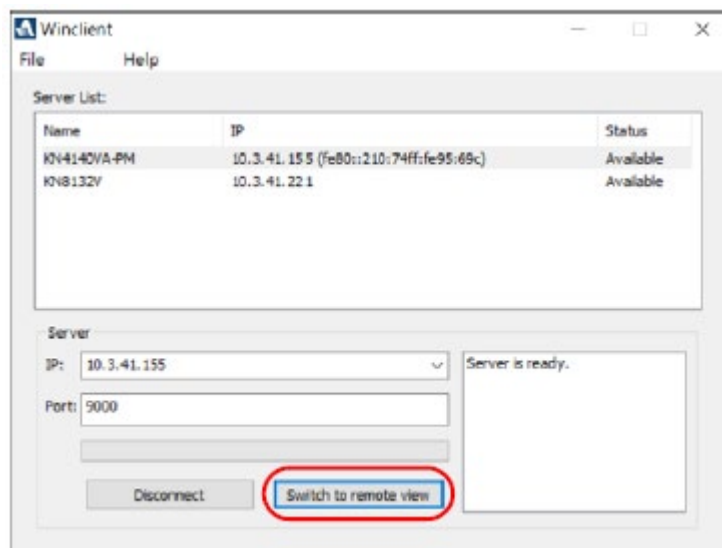 Winclient
File Help
Server List:
Name IP Status
KN4140VA-PM 10.3.41.155 (fe80::210:74ff:fe95:69c) Available
KN8132V 10.3.41.221 Available
Server
IP: 10.3.41.155 Server is ready.
Port: 9000
Disconnect Switch to remote view